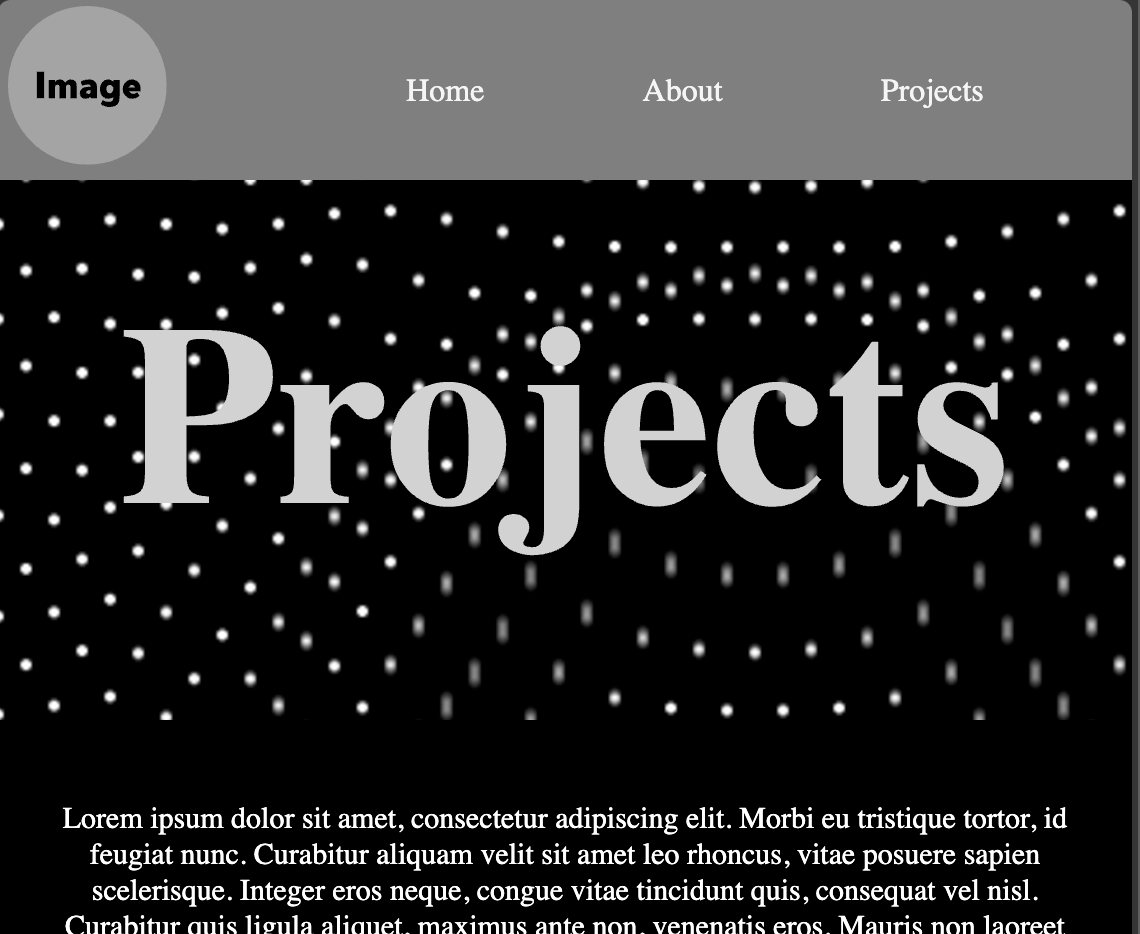 Image
Home About Projects
Projects
Lorem ipsum dolor sit amet, consectetur adipiscing elit. Morbi eu tristique tortor, id
feugiat nunc. Curabitur aliquam velit sit amet leo rhoncus, vitae posuere sapien
scelerisque. Integer eros neque, congue vitae tincidunt quis, consequat vel nisl.
Curabitur quis ligula aliquet, maximus ante non, venenatis eros. Mauris non laoreet